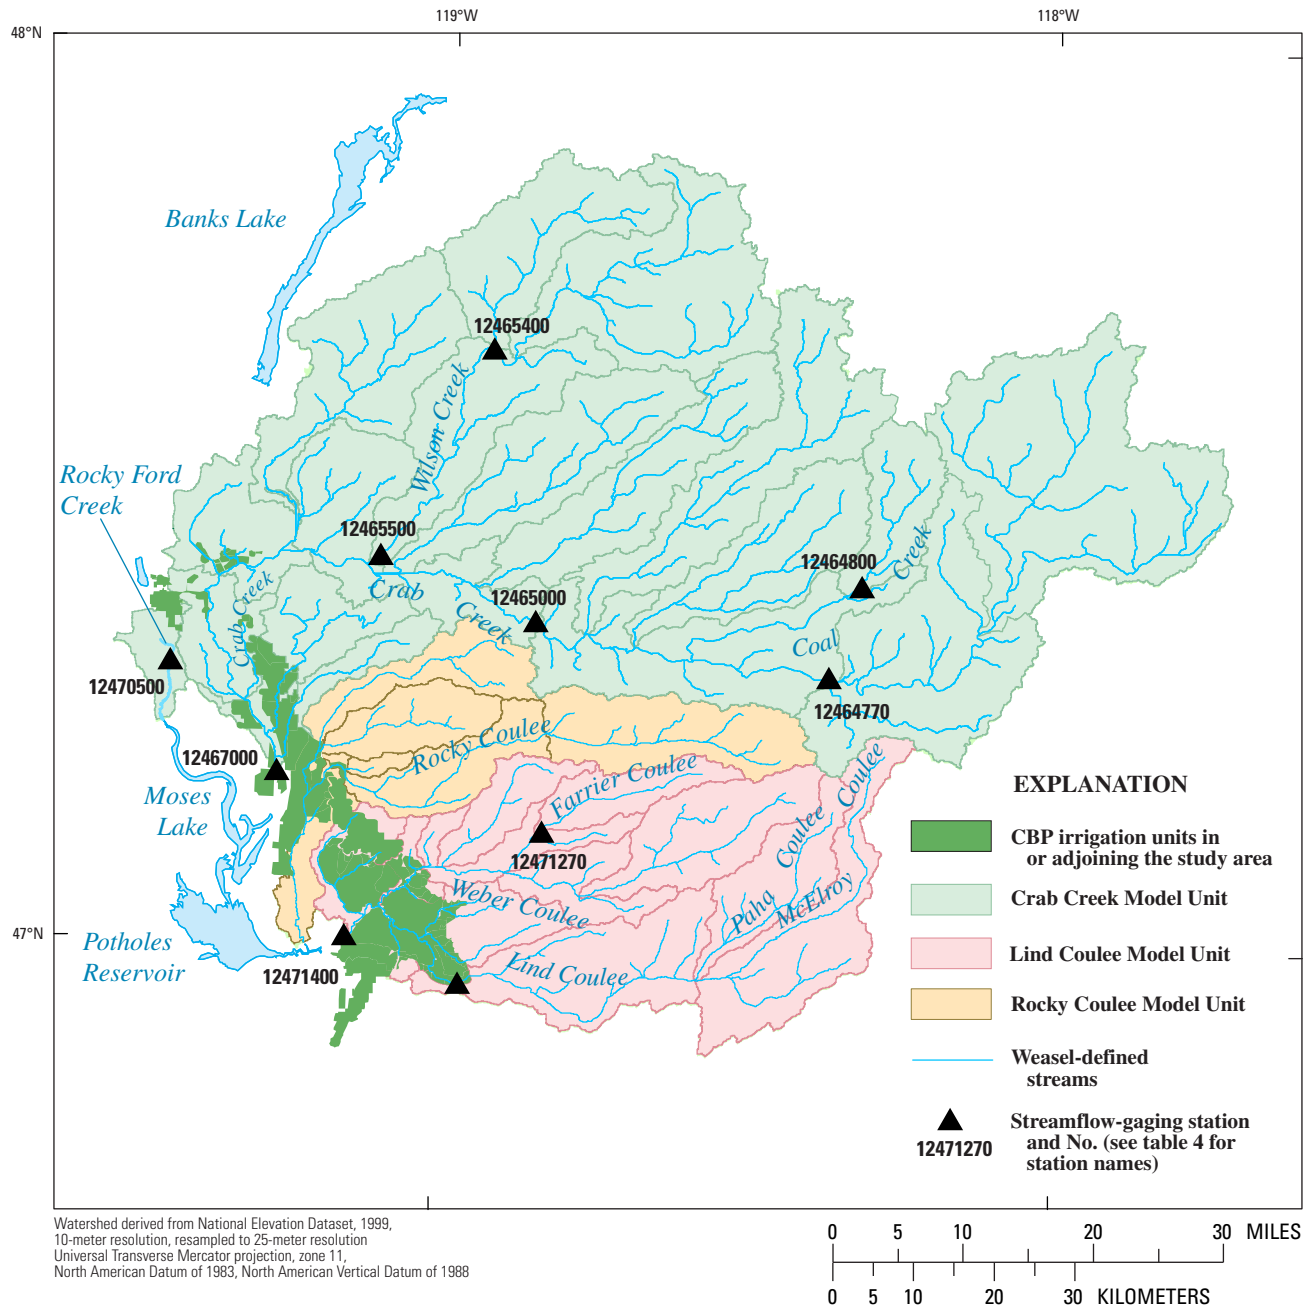 119°W
118°W
48°N
Banks Lake
12465400
Wilson Creek
Rocky Ford
Creek
12465500
12464800
Creek
Crab
12465000
Creek
Crab Creek
Coal
12470500
12464770
Rocky Coulee
12467000
Farrier Coulee
Coulee
EXPLANATION
Moses
Lake
Coulee
CBP irrigation units in
or adjoining the study area
12471270
Weber Coulee
Paha
McElroy
Crab Creek Model Unit
47°N
Potholes
Reservoir
12471400
Lind Coulee
Lind Coulee Model Unit
Rocky Coulee Model Unit
Weasel-defined
streams
Streamflow-gaging station
and No. (see table 4 for
station names)
12471270
Watershed derived from National Elevation Dataset, 1999,
10-meter resolution, resampled to 25-meter resolution
Universal Transverse Mercator projection, zone 11,
North American Datum of 1983, North American Vertical Datum of 1988
0 5 10 20 30 MILES
0 5 10 20 30 KILOMETERS